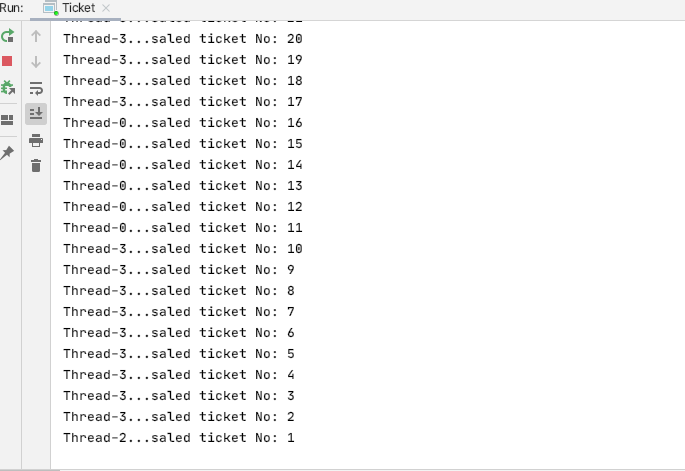 Run: Ticket
Thread-3...saled ticket No: 20
Thread-3...saled ticket No: 19
Thread-3...saled ticket No: 18
Thread-3...saled ticket No: 17
Thread-0...saled ticket No: 16
Thread-0...saled ticket No: 15
Thread-0...saled ticket No: 14
Thread-0...saled ticket No: 13
Thread-0...saled ticket No: 12
Thread-0...saled ticket No: 11
Thread-3...saled ticket No: 10
Thread-3...saled ticket No: 9
Thread-3...saled ticket No: 8
Thread-3...saled ticket No: 7
Thread-3...saled ticket No: 6
Thread-3...saled ticket No: 5
Thread-3...saled ticket No: 4
Thread-3...saled ticket No: 3
Thread-3...saled ticket No: 2
Thread-2...saled ticket No: 1